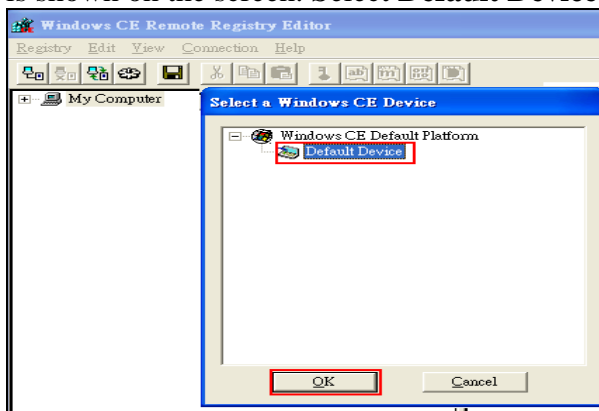 is shown on the screen. Select Default Device
Windows CE Remote Registry Editor
Registry Edit View Connection Help
My Computer
Select a Windows CE Device
Windows CE Default Platform
Default Device
OK Cancel